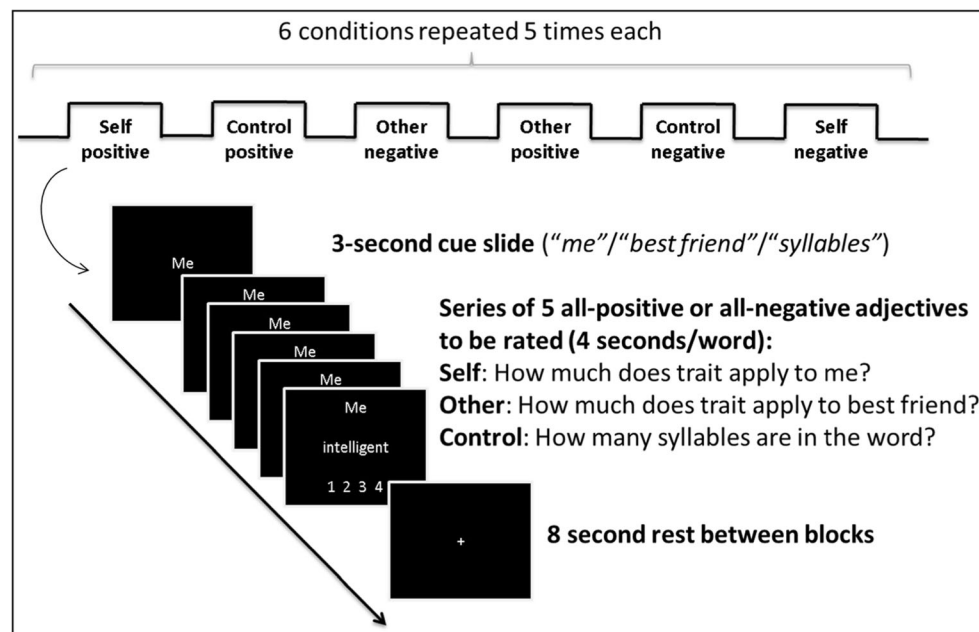 6 conditions repeated 5 times each
Self
positive
Control
positive
Other
negative
Other
positive
Control
negative
Self
negative
Me
3-second cue slide (“me”/“best friend”/“syllables”)
Me
Me
Me
Me
Me
intelligent
1 2 3 4
Series of 5 all-positive or all-negative adjectives
to be rated (4 seconds/word):
Self: How much does trait apply to me?
Other: How much does trait apply to best friend?
Control: How many syllables are in the word?
+
8 second rest between blocks